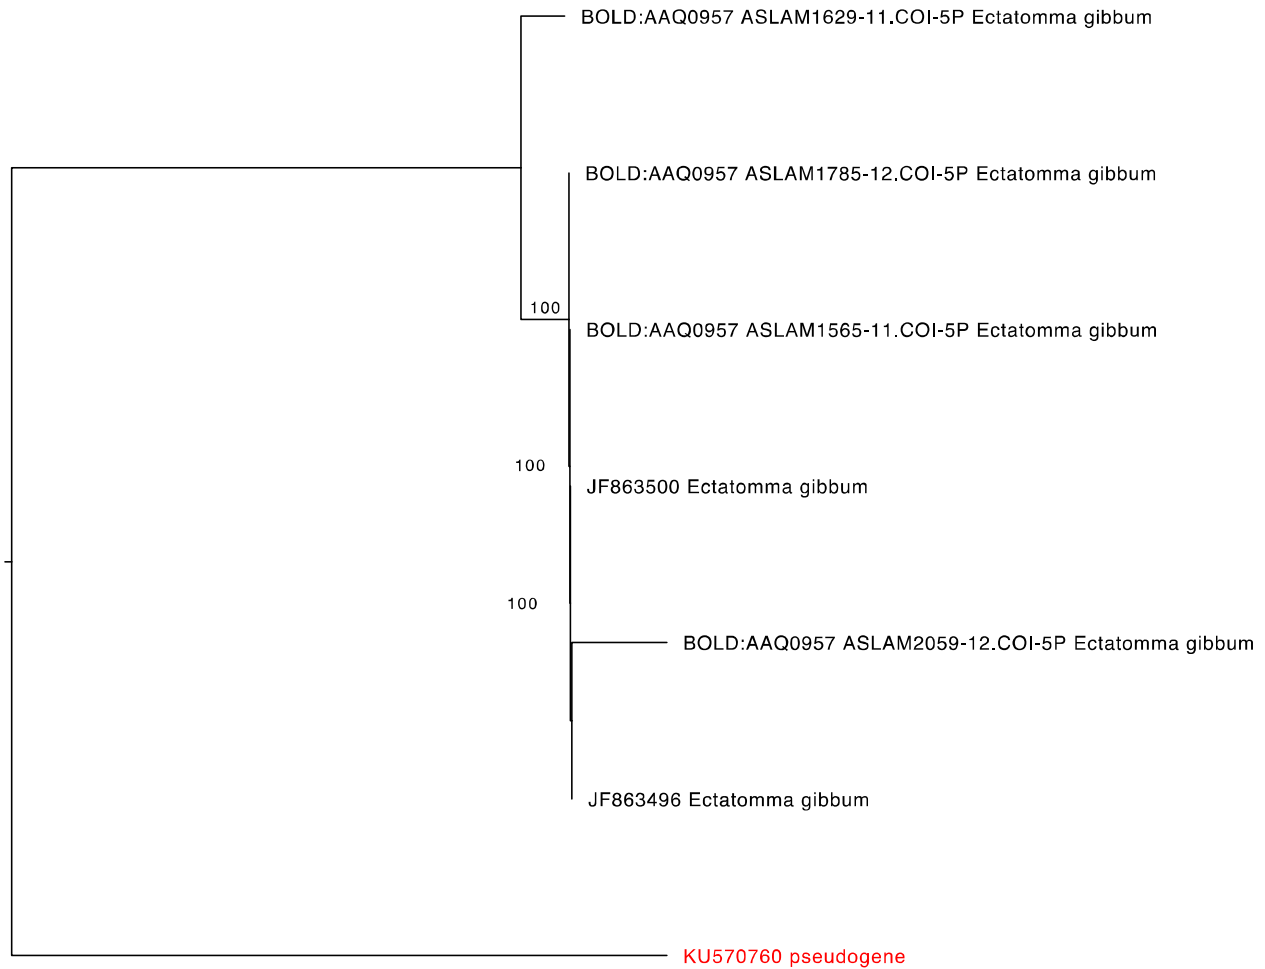 BOLD:AAQ0957 ASLAM1629-11.COI-5P Ectatomma gibbum
BOLD:AAQ0957 ASLAM1785-12.COI-5P Ectatomma gibbum
100
BOLD:AAQ0957 ASLAM1565-11.COI-5P Ectatomma gibbum
100
JF863500 Ectatomma gibbum
100
BOLD:AAQ0957 ASLAM2059-12.COI-5P Ectatomma gibbum
JF863496 Ectatomma gibbum
KU570760 pseudogene